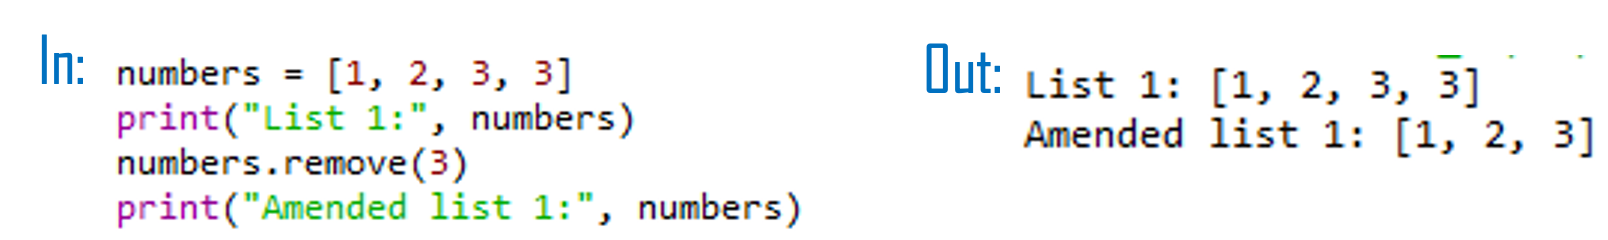 In:
numbers = [1, 2, 3, 3]
print("List 1:", numbers)
numbers.remove(3)
print("Amended list 1:", numbers)
Out:
List 1: [1, 2, 3, 3]
Amended list 1: [1, 2, 3]